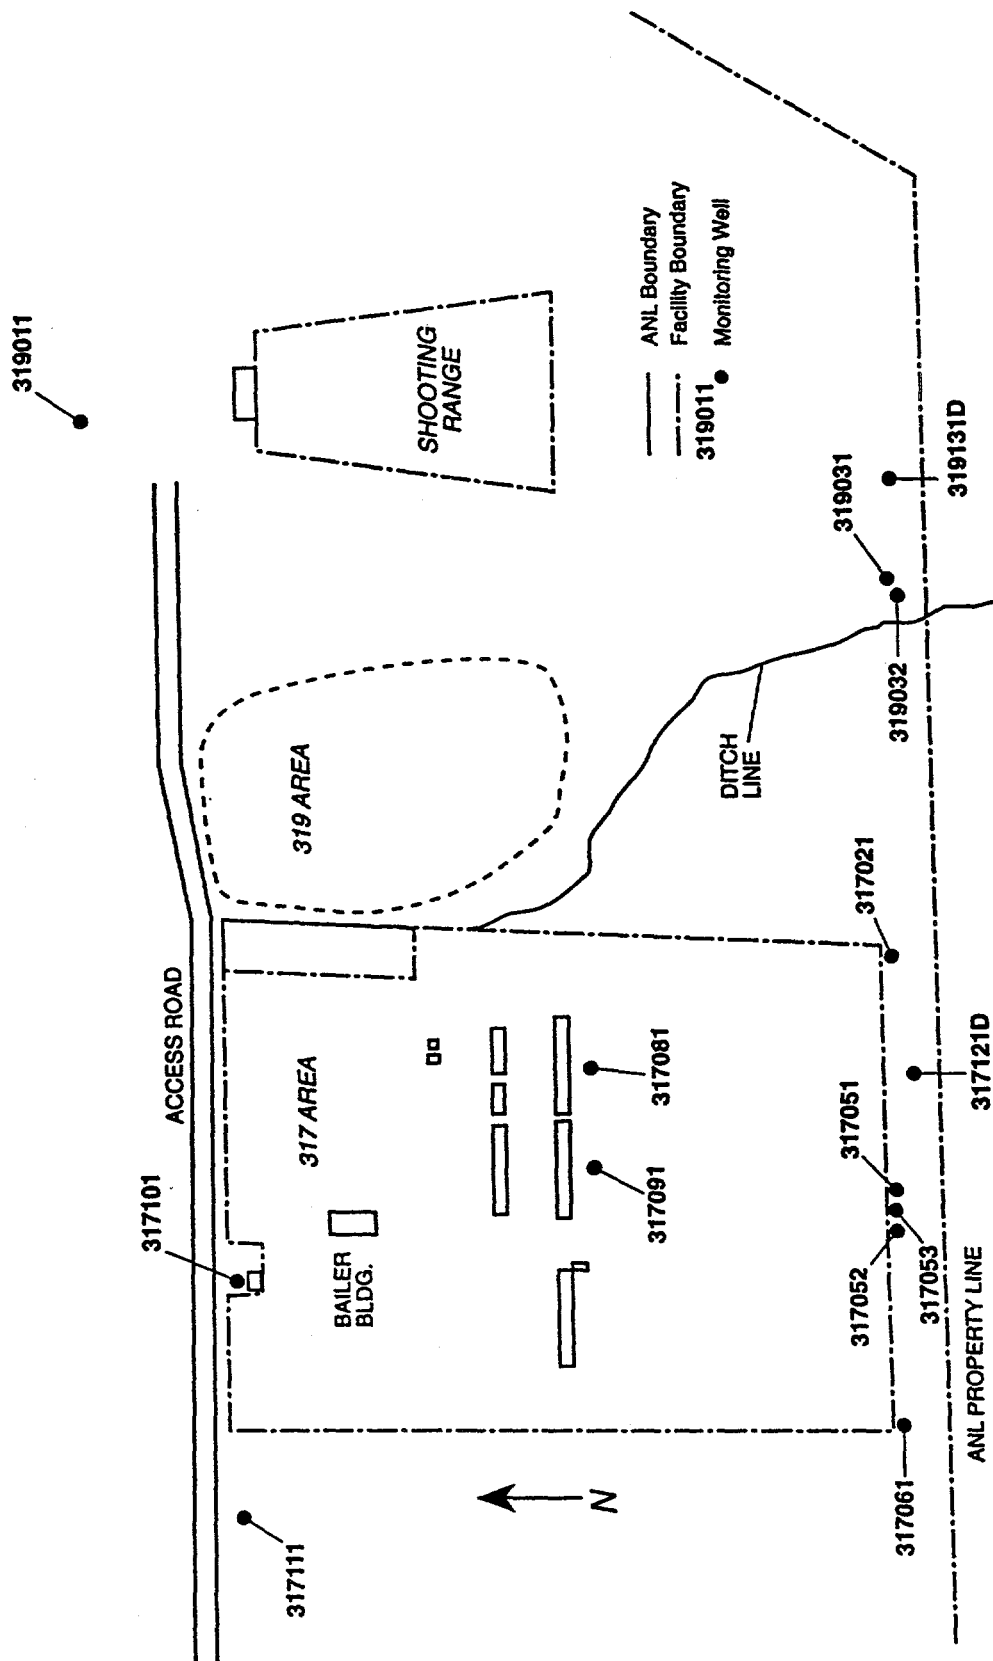 319011
SHOOTING
RANGE
ANL Boundary
Facility Boundary
319011
Monitoring Well
319131D
319031
319032
DITCH
LINE
319 AREA
ACCESS ROAD
317021
317121D
317 AREA
317081
317091
317051
317053
317052
317101
BAILER
BLDG.
317061
ANL PROPERTY LINE
317111
N